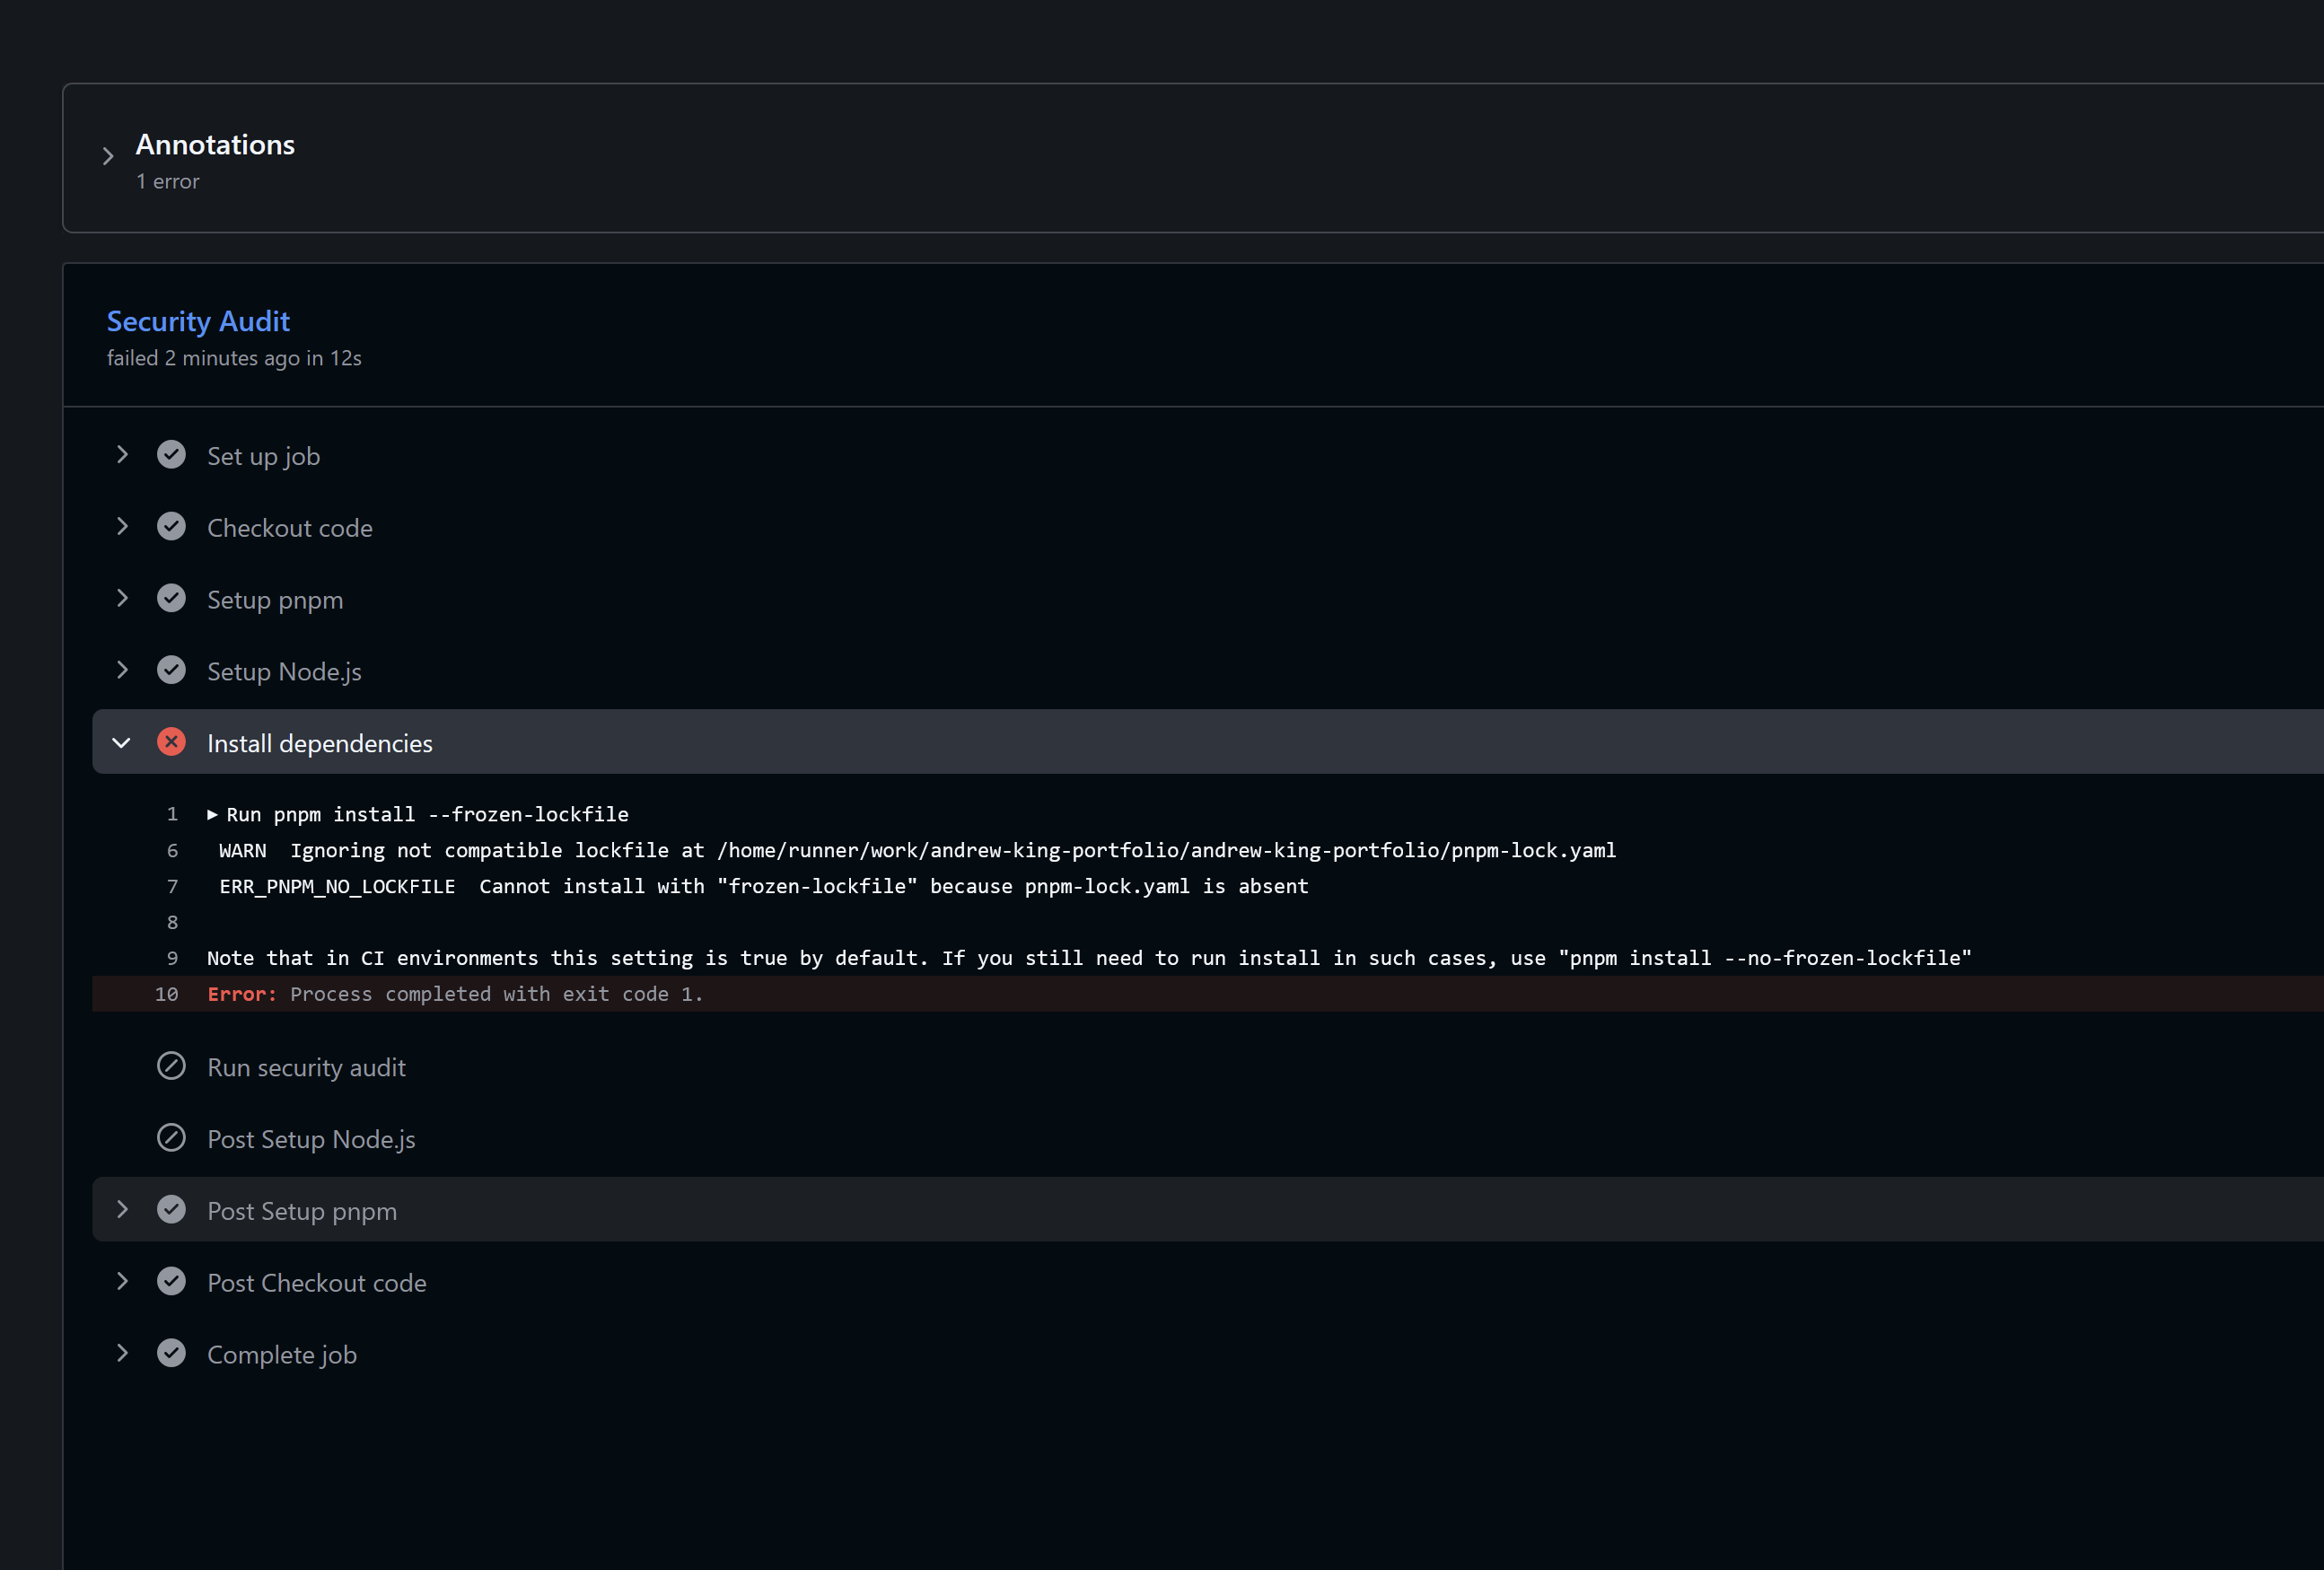 Annotations
1 error
Security Audit
failed 2 minutes ago in 12s
Set up job
Checkout code
Setup pnpm
Setup Node.js
Install dependencies
1 Run pnpm install --frozen-lockfile
6 WARN  Ignoring not compatible lockfile at /home/runner/work/andrew-king-portfolio/andrew-king-portfolio/pnpm-lock.yaml
7 ERR_PNPM_NO_LOCKFILE  Cannot install with "frozen-lockfile" because pnpm-lock.yaml is absent
8
9 Note that in CI environments this setting is true by default. If you still need to run install in such cases, use "pnpm install --no-frozen-lockfile"
10 Error: Process completed with exit code 1.
Run security audit
Post Setup Node.js
Post Setup pnpm
Post Checkout code
Complete job